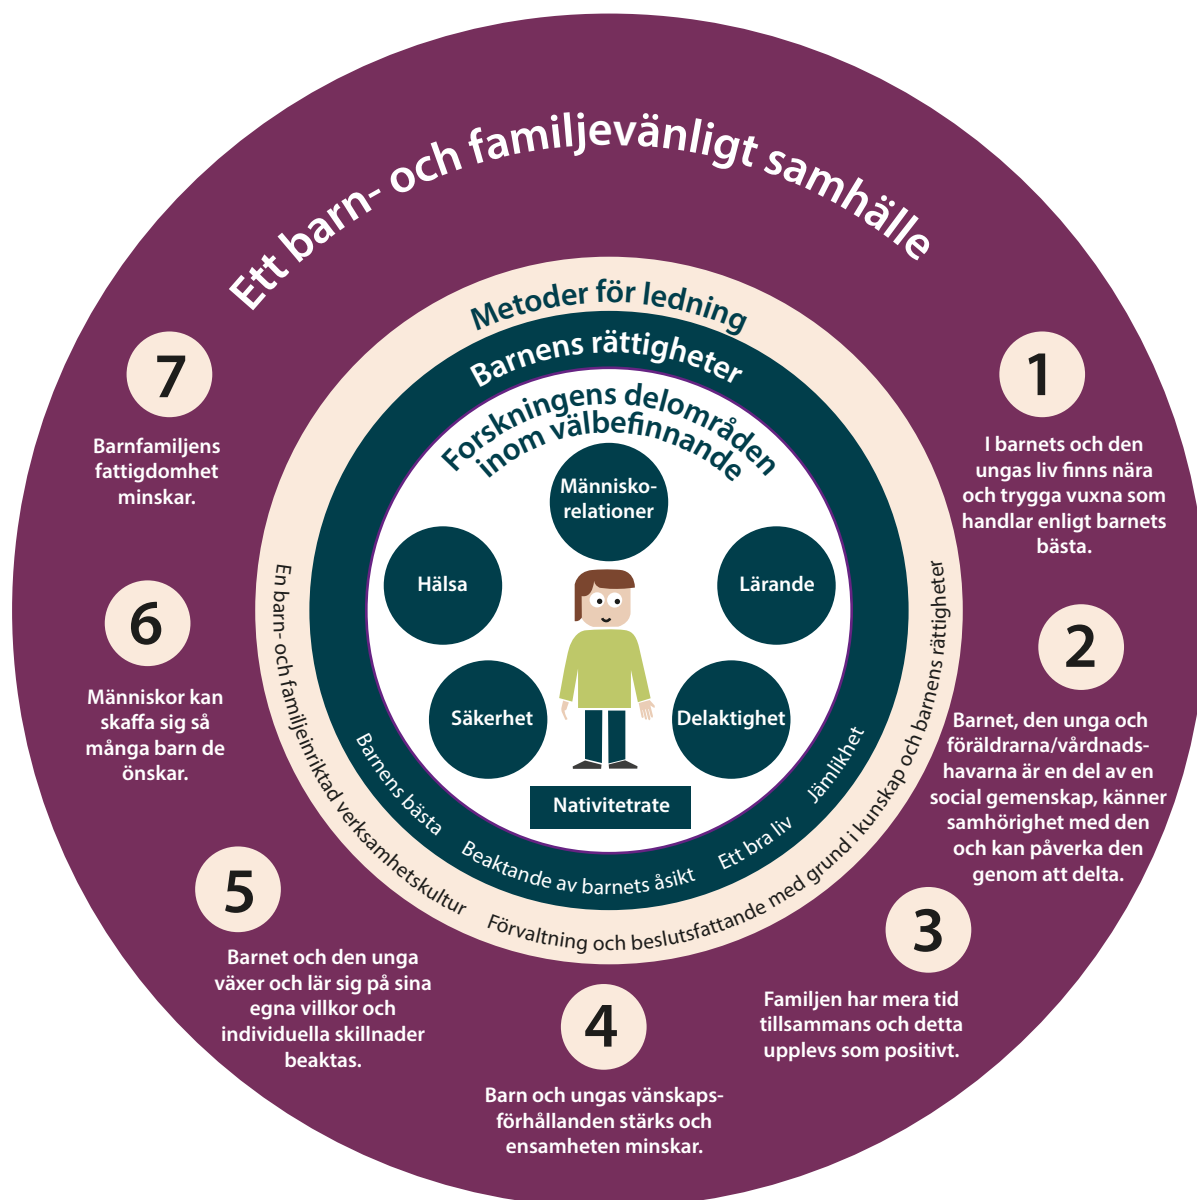 Ett barn- och familjevänligt samhälle
Metoder för ledning
Barnens rättigheter
Forskningens delområden
inom välbefinnande
Människo-
relationer
Hälsa
Lärande
Säkerhet
Delaktighet
Nativitetrate
Barnens bästa
Beaktande av barnets åsikt
Ett bra liv
Jämlikhet
En barn- och familjeinriktad verksamhetskultur
Förvaltning och beslutsfattande med grund i kunskap och barnens rättigheter
1
I barnets och den
ungas liv finns nära
och trygga vuxna som
handlar enligt barnets
bästa.
2
Barnet, den unga och
föräldrarna/vårdnads-
havarna är en del av en
social gemenskap, känner
samhörighet med den
och kan påverka den
genom att delta.
3
Familjen har mera tid
tillsammans och detta
upplevs som positivt.
4
Barn och ungas vänskaps-
förhållanden stärks och
ensamheten minskar.
5
Barnet och den unga
växer och lär sig på sina
egna villkor och
individuella skillnader
beaktas.
6
Människor kan
skaffa sig så
många barn de
önskar.
7
Barnfamiljens
fattigdomhet
minskar.